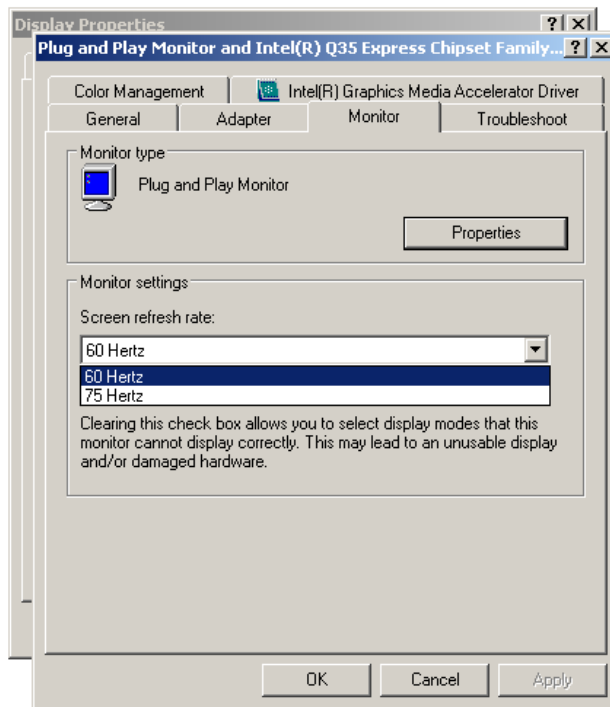 Display Properties
Plug and Play Monitor and Intel(R) Q35 Express Chipset Family...
Color Management
Intel(R) Graphics Media Accelerator Driver
General
Adapter
Monitor
Troubleshoot
Monitor type
Plug and Play Monitor
Properties
Monitor settings
Screen refresh rate:
60 Hertz
60 Hertz
75 Hertz
Clearing this check box allows you to select display modes that this
monitor cannot display correctly. This may lead to an unusable display
and/or damaged hardware.
OK
Cancel
Apply